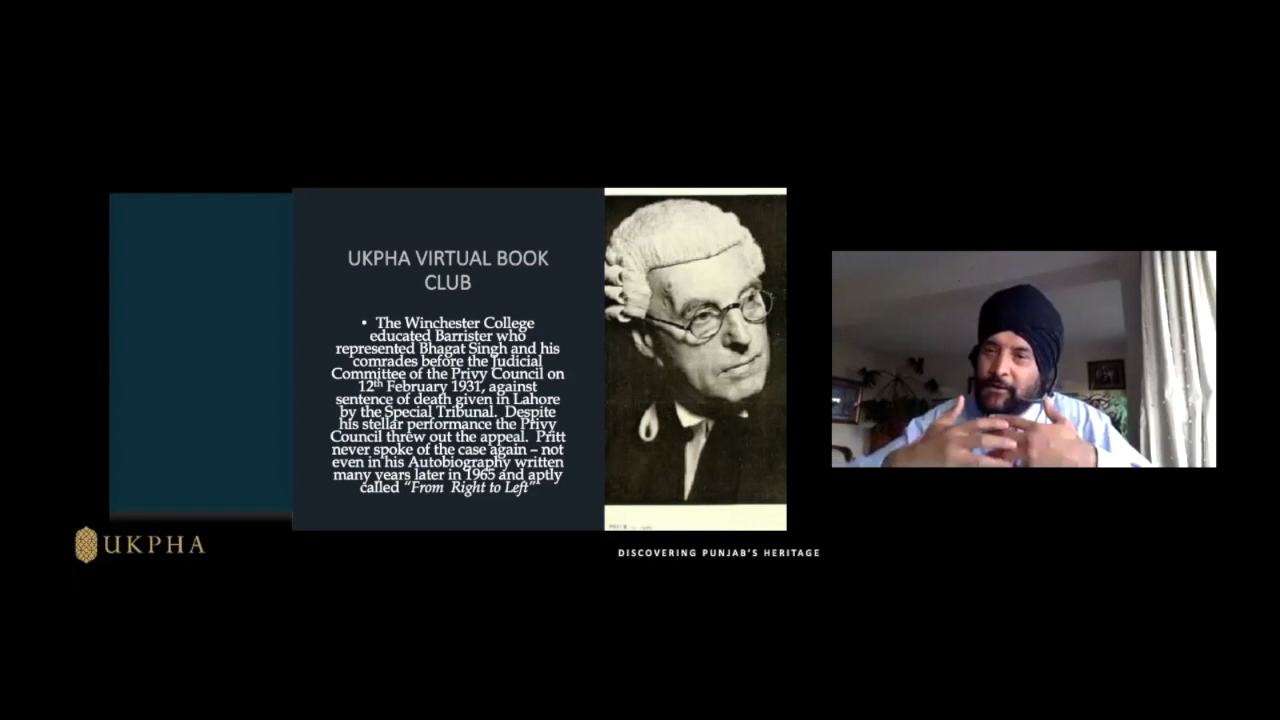 UKPHA VIRTUAL BOOK
CLUB
• The Winchester College
educated Barrister who
represented Bhagat Singh and his
comrades before the Judicial
Committee of the Privy Council on
12th February 1931, against
sentence of death given in Lahore
by the Special Tribunal. Despite
his stellar performance the Privy
Council threw out the appeal. Pritt
never spoke of the case again – not
even in his Autobiography written
many years later in 1965 and aptly
called “From Right to Left”
UKPHA
DISCOVERING PUNJAB'S HERITAGE